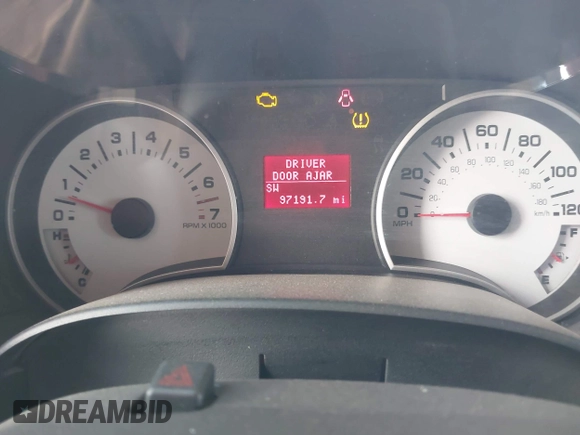 DRIVER
DOOR AJAR
SW
97191.7 mi
0 1 2 3 4 5 6 7
RPM X 1000
H
C
0 20 40 60 80 100 120
MPH
km/h
F
E
DREAMBID